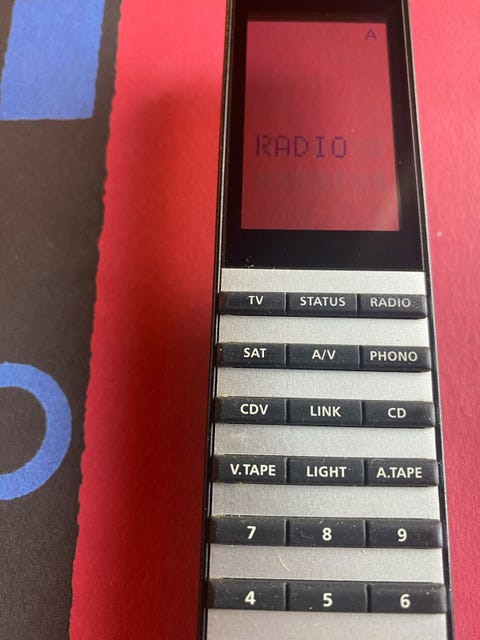 A
RADIO
TV STATUS RADIO
SAT A/V PHONO
CDV LINK CD
V.TAPE LIGHT A.TAPE
7 8 9
4 5 6